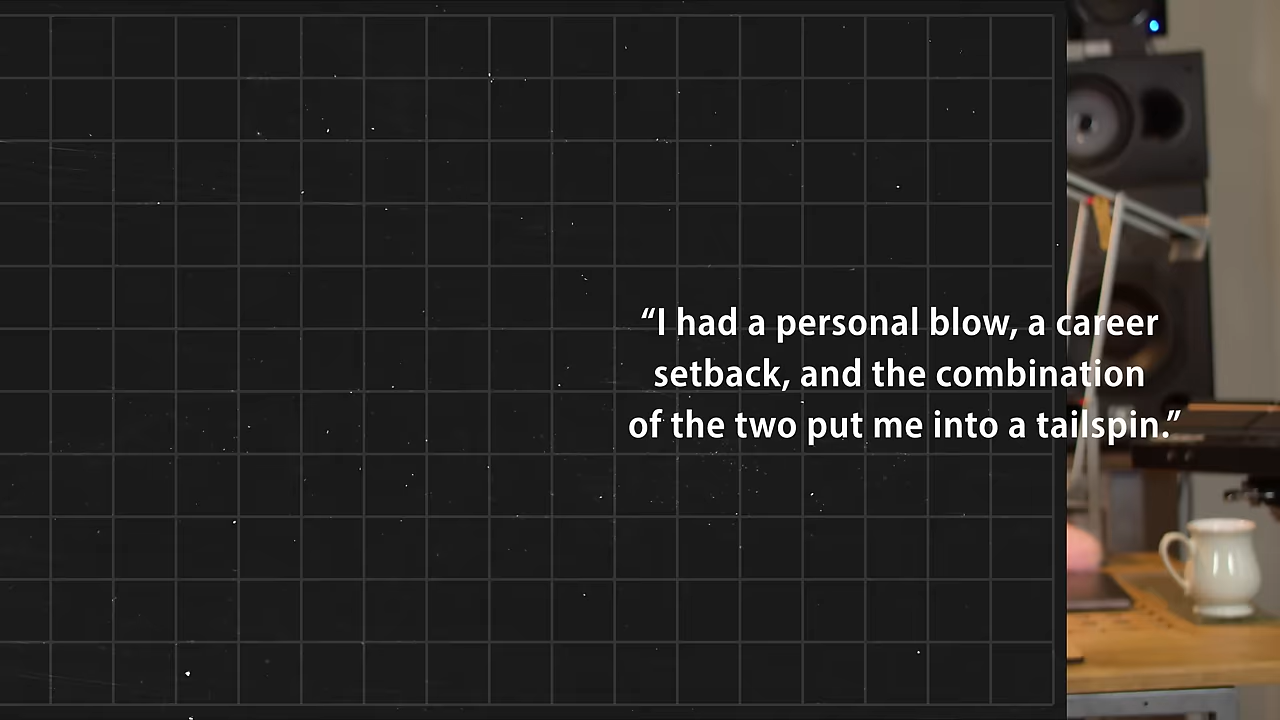 “I had a personal blow, a career
setback, and the combination
of the two put me into a tailspin.”